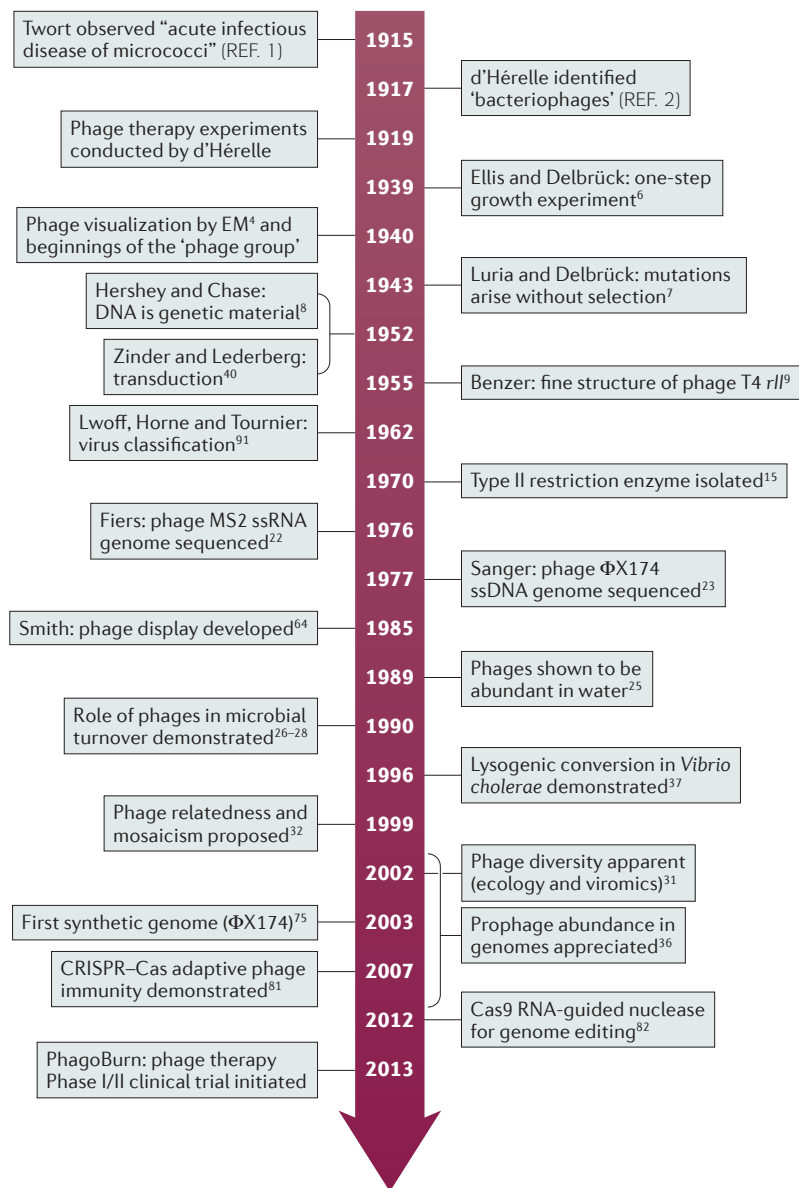 Twort observed “acute infectious
disease of micrococci” (REF. 1)
1915
1917
d’Hérelle identified
‘bacteriophages’ (REF. 2)
Phage therapy experiments
conducted by d’Hérelle
1919
1939
Ellis and Delbrück: one-step
growth experiment⁶
Phage visualization by EM⁴ and
beginnings of the ‘phage group’
1940
1943
Luria and Delbrück: mutations
arise without selection⁷
Hershey and Chase:
DNA is genetic material⁸
1952
Zinder and Lederberg:
transduction⁴⁰
1955
Benzer: fine structure of phage T4 rII⁹
Lwoff, Horne and Tournier:
virus classification⁹¹
1962
1970
Type II restriction enzyme isolated¹⁵
Fiers: phage MS2 ssRNA
genome sequenced²²
1976
1977
Sanger: phage ΦX174
ssDNA genome sequenced²³
Smith: phage display developed⁶⁴
1985
1989
Phages shown to be
abundant in water²⁵
Role of phages in microbial
turnover demonstrated²⁶⁻²⁸
1990
1996
Lysogenic conversion in Vibrio
cholerae demonstrated³⁷
Phage relatedness and
mosaicism proposed³²
1999
2002
Phage diversity apparent
(ecology and viromics)³¹
First synthetic genome (ΦX174)⁷⁵
2003
Prophage abundance in
genomes appreciated³⁶
CRISPR–Cas adaptive phage
immunity demonstrated⁸¹
2007
2012
Cas9 RNA-guided nuclease
for genome editing⁸²
PhagoBurn: phage therapy
Phase I/II clinical trial initiated
2013